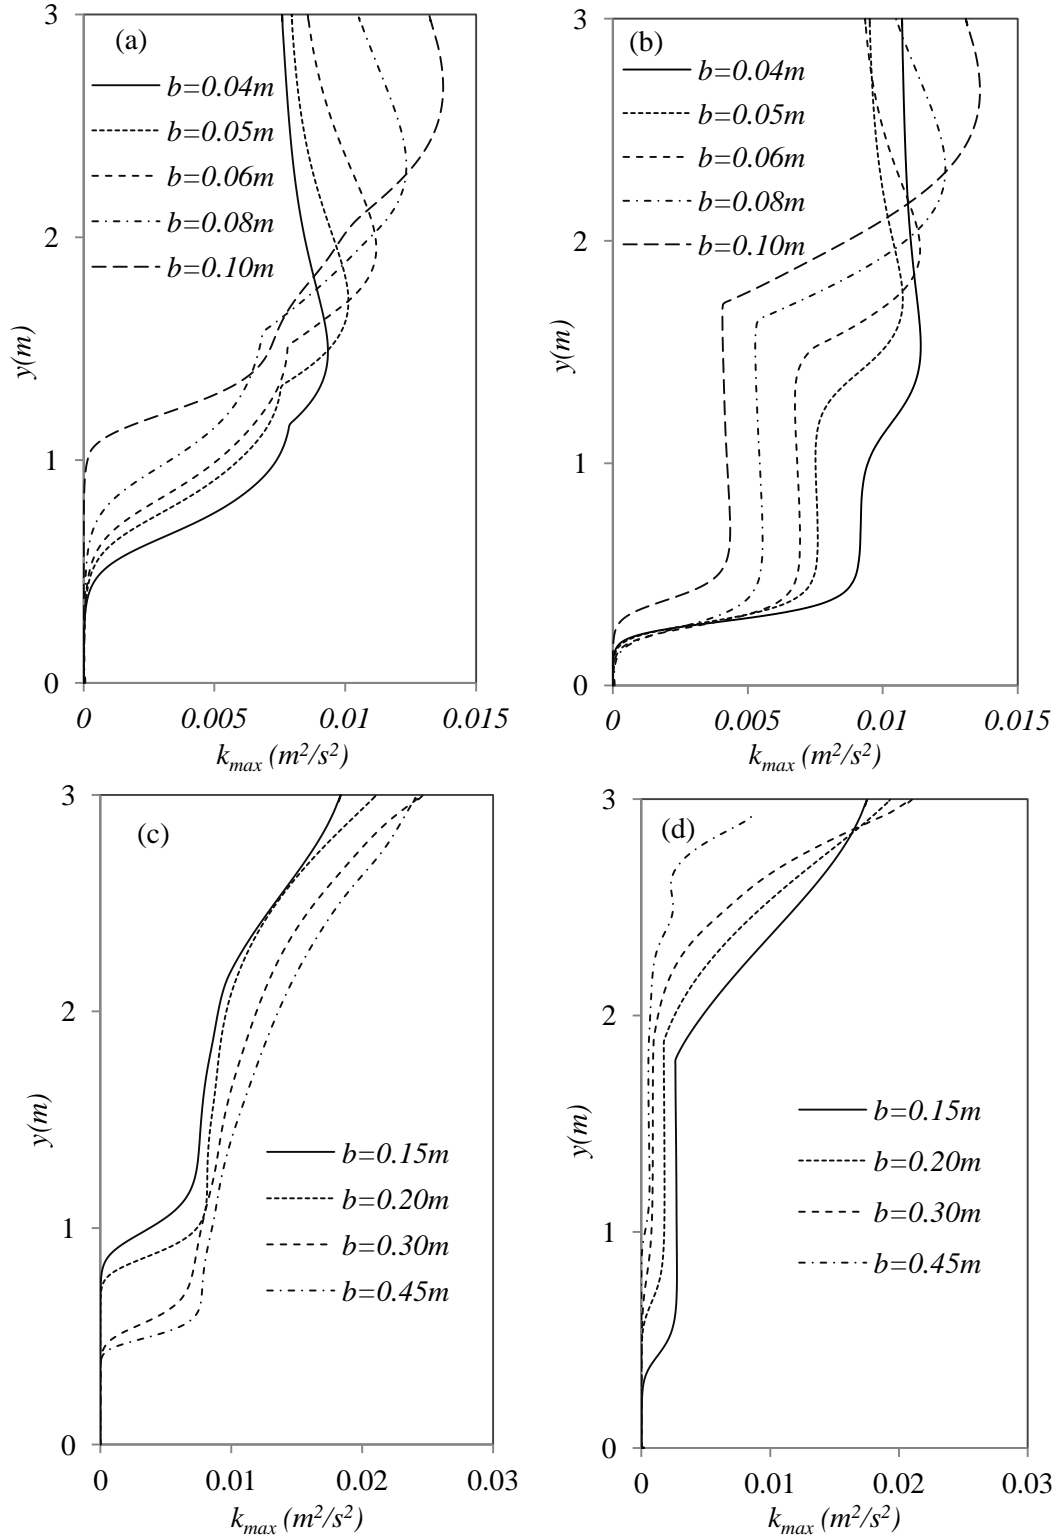 (a)
b=0.04m
b=0.05m
b=0.06m
b=0.08m
b=0.10m
3
2
1
0
y(m)
0 0.005 0.01 0.015
kmax (m²/s²)
(b)
b=0.04m
b=0.05m
b=0.06m
b=0.08m
b=0.10m
3
2
1
0
y(m)
0 0.005 0.01 0.015
kmax (m²/s²)
(c)
3
2
1
0
y(m)
b=0.15m
b=0.20m
b=0.30m
b=0.45m
0 0.01 0.02 0.03
kmax (m²/s²)
(d)
3
2
1
0
y(m)
b=0.15m
b=0.20m
b=0.30m
b=0.45m
0 0.01 0.02 0.03
kmax (m²/s²)